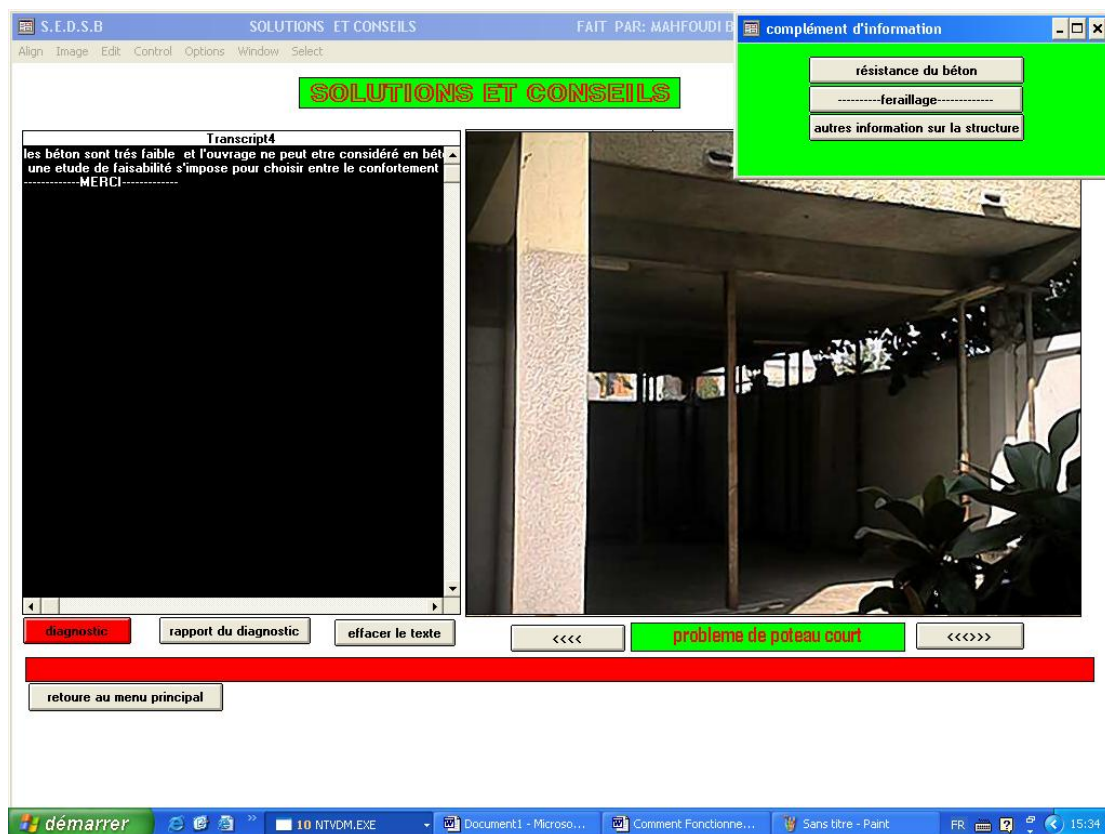 S.E.D.S.B SOLUTIONS ET CONSEILS FAIT PAR: MAHFOUDI B
complément d'information
Align Image Edit Control Options Window Select
résistance du béton
----------feraillage-------------
autres information sur la structure
SOLUTIONS ET CONSEILS
Transcript4
les béton sont trés faible et l'ouvrage ne peut etre considéré en bét
une etude de faisabilité s'impose pour choisir entre le confortement
-------------MERCI-------------
diagnostic rapport du diagnostic effacer le texte <<<< probleme de poteau court <<<>>>
retoure au menu principal
démarrer 10 NTVDM.EXE Document1 - Microso... Comment Fonctionne... Sans titre - Paint FR 15:34